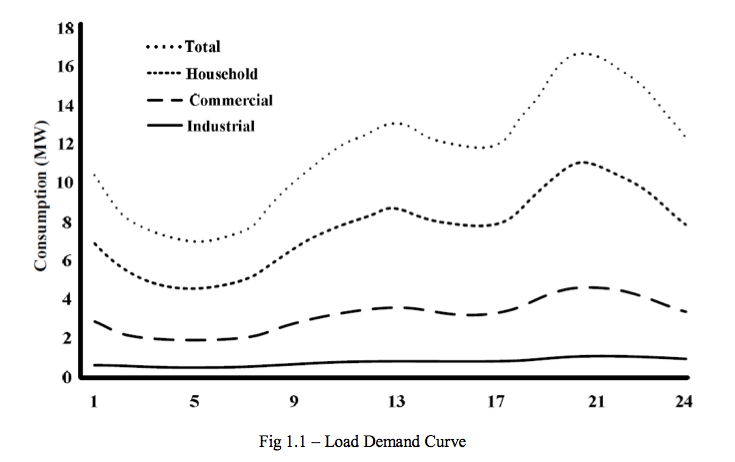 18
16
14
12
10
8
6
4
2
0
Consumption (MW)
Total
Household
Commercial
Industrial
1 5 9 13 17 21 24
Fig 1.1 – Load Demand Curve